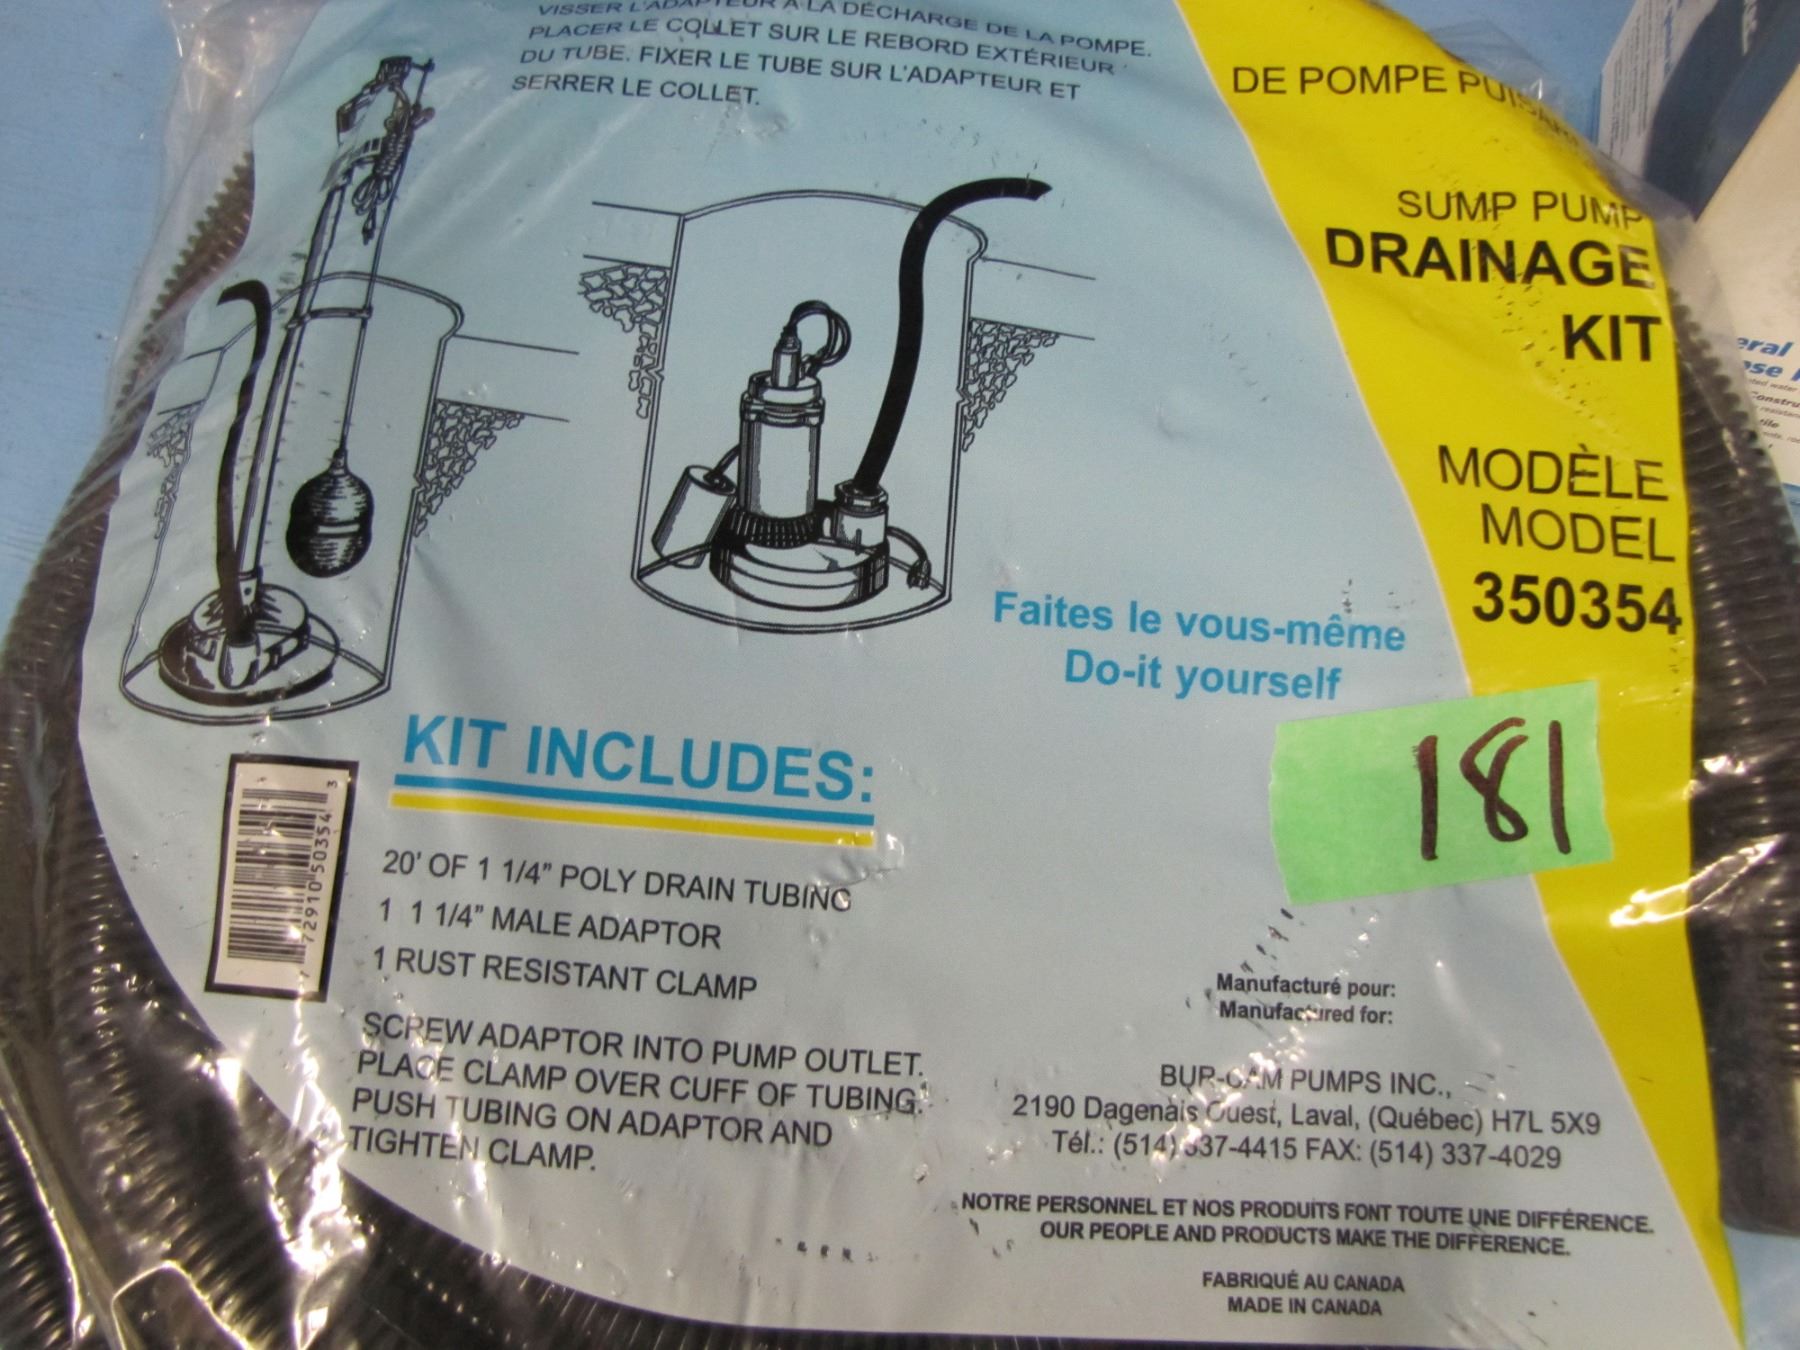 VISSER L'ADAPTEUR À LA DÉCHARGE DE LA POMPE.
PLACER LE COLLET SUR LE REBORD EXTÉRIEUR
DU TUBE. FIXER LE TUBE SUR L'ADAPTEUR ET
SERRER LE COLLET.
DE POMPE
SUMP PUMP
DRAINAGE
KIT
MODÈLE
MODEL
350354
Faites le vous-même
Do-it yourself
181
KIT INCLUDES:
20' OF 1 1/4" POLY DRAIN TUBING
1 1 1/4" MALE ADAPTOR
1 RUST RESISTANT CLAMP
SCREW ADAPTOR INTO PUMP OUTLET.
PLACE CLAMP OVER CUFF OF TUBING.
PUSH TUBING ON ADAPTOR AND
TIGHTEN CLAMP.
7 72910 50354 3
Manufacturé pour:
Manufactured for:
BUR-CAM PUMPS INC.,
2190 Dagenais Ouest, Laval, (Québec) H7L 5X9
Tél.: (514) 337-4415 FAX: (514) 337-4029
NOTRE PERSONNEL ET NOS PRODUITS FONT TOUTE UNE DIFFÉRENCE.
OUR PEOPLE AND PRODUCTS MAKE THE DIFFERENCE.
FABRIQUÉ AU CANADA
MADE IN CANADA